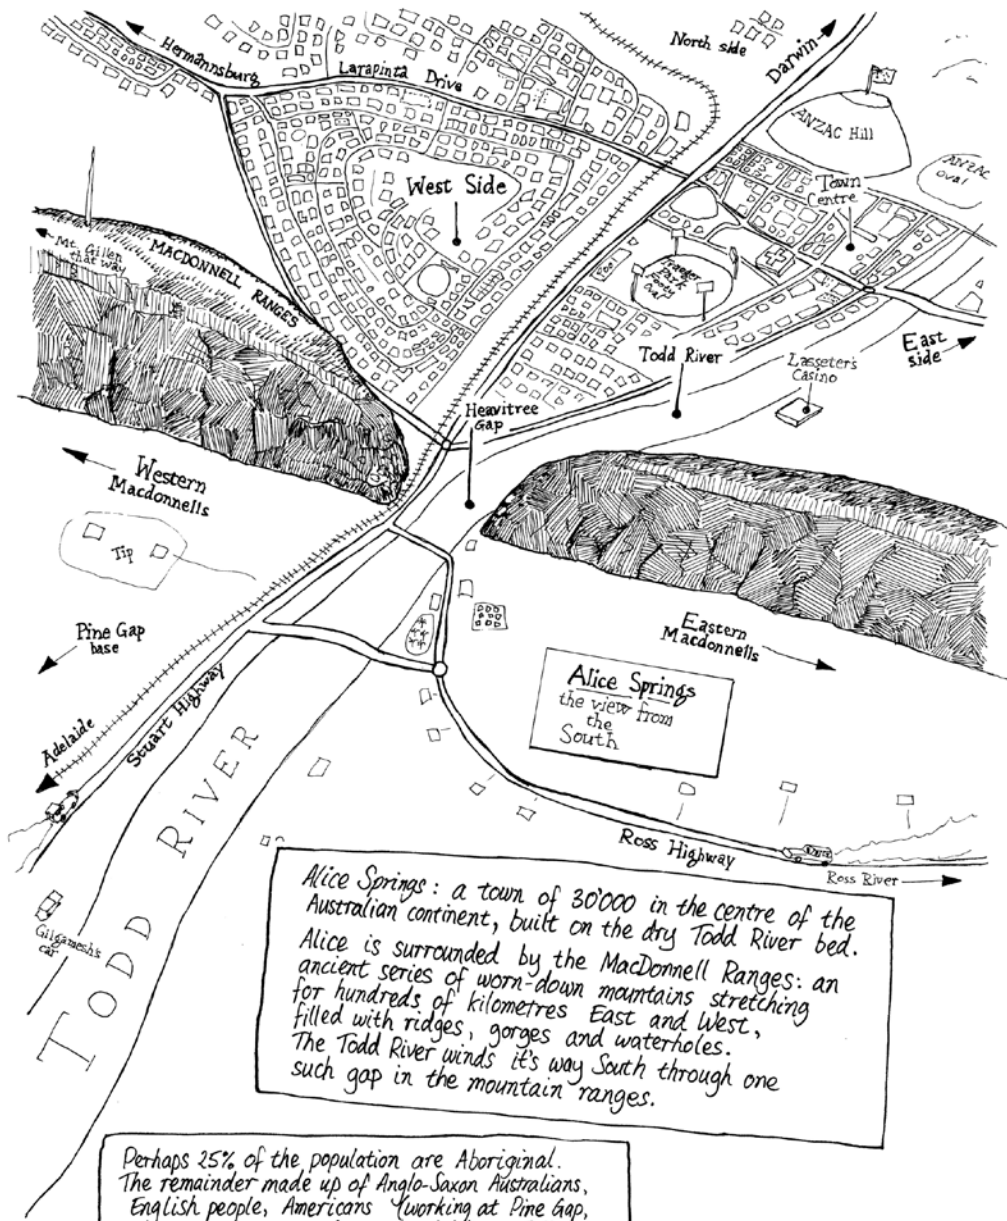 North side
Darwin
Hermannsburg
Larapinta Drive
ANZAC Hill
ANZAC
Oval
Town
Centre
West Side
Mt. Gillen
that way
MACDONNELL RANGES
Traeger
Park
Footy
Oval
Todd River
East
side
Lasseter's
Casino
Heavitree
Gap
Western
Macdonnells
Tip
Eastern
Macdonnells
Pine Gap
base
Alice Springs
the view from
the
South
Adelaide
Stuart Highway
TODD RIVER
Ross Highway
Ross River
Gilgamesh's
car
Alice Springs: a town of 30'000 in the centre of the
Australian continent, built on the dry Todd River bed.
Alice is surrounded by the MacDonnell Ranges: an
ancient series of worn-down mountains stretching
for hundreds of kilometres East and West,
filled with ridges, gorges and waterholes.
The Todd River winds it's way South through one
such gap in the mountain ranges.
Perhaps 25% of the population are Aboriginal.
The remainder made up of Anglo-Saxon Australians,
English people, Americans (working at Pine Gap,